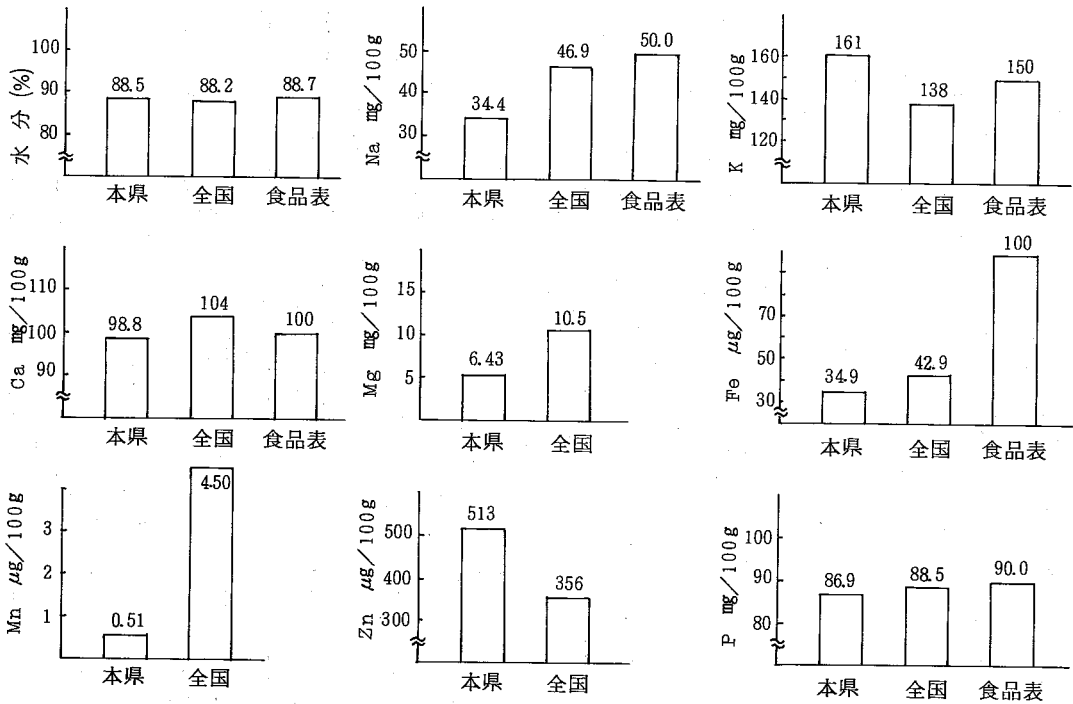 水分 (%)
100
90
80
88.5
88.2
88.7
本県 全国 食品表
Na mg/100g
50
40
30
34.4
46.9
50.0
本県 全国 食品表
K mg/100g
160
140
120
161
138
150
本県 全国 食品表
Ca mg/100g
110
100
90
98.8
104
100
本県 全国 食品表
Mg mg/100g
15
10
5
6.43
10.5
本県 全国
Fe μg/100g
70
50
30
34.9
42.9
100
本県 全国 食品表
Mn μg/100g
3
2
1
0.51
4.50
本県 全国
Zn μg/100g
500
400
300
513
356
本県 全国
P mg/100g
100
90
80
86.9
88.5
90.0
本県 全国 食品表